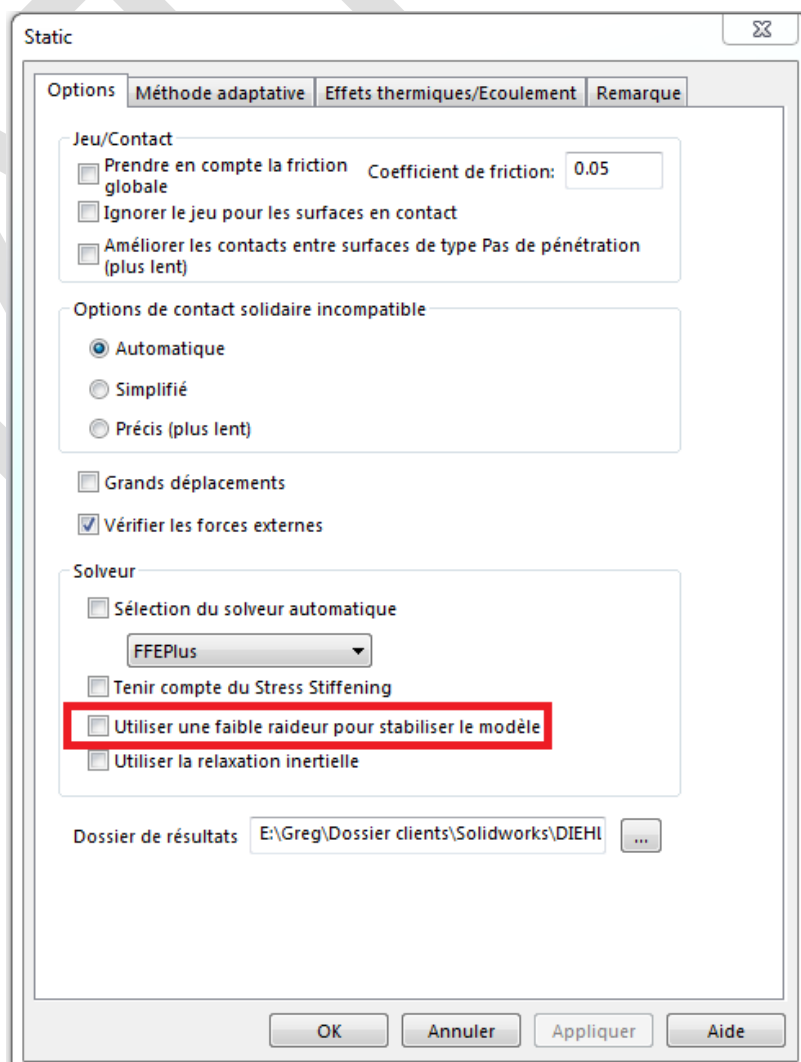 Static
Options Méthode adaptative Effets thermiques/Ecoulement Remarque
Jeu/Contact
Prendre en compte la friction
globale
Coefficient de friction: 0.05
Ignorer le jeu pour les surfaces en contact
Améliorer les contacts entre surfaces de type Pas de pénétration
(plus lent)
Options de contact solidaire incompatible
Automatique
Simplifié
Précis (plus lent)
Grands déplacements
Vérifier les forces externes
Solveur
Sélection du solveur automatique
FFEPlus
Tenir compte du Stress Stiffening
Utiliser une faible raideur pour stabiliser le modèle
Utiliser la relaxation inertielle
Dossier de résultats E:\Greg\Dossier clients\Solidworks\DIEHL ...
OK Annuler Appliquer Aide